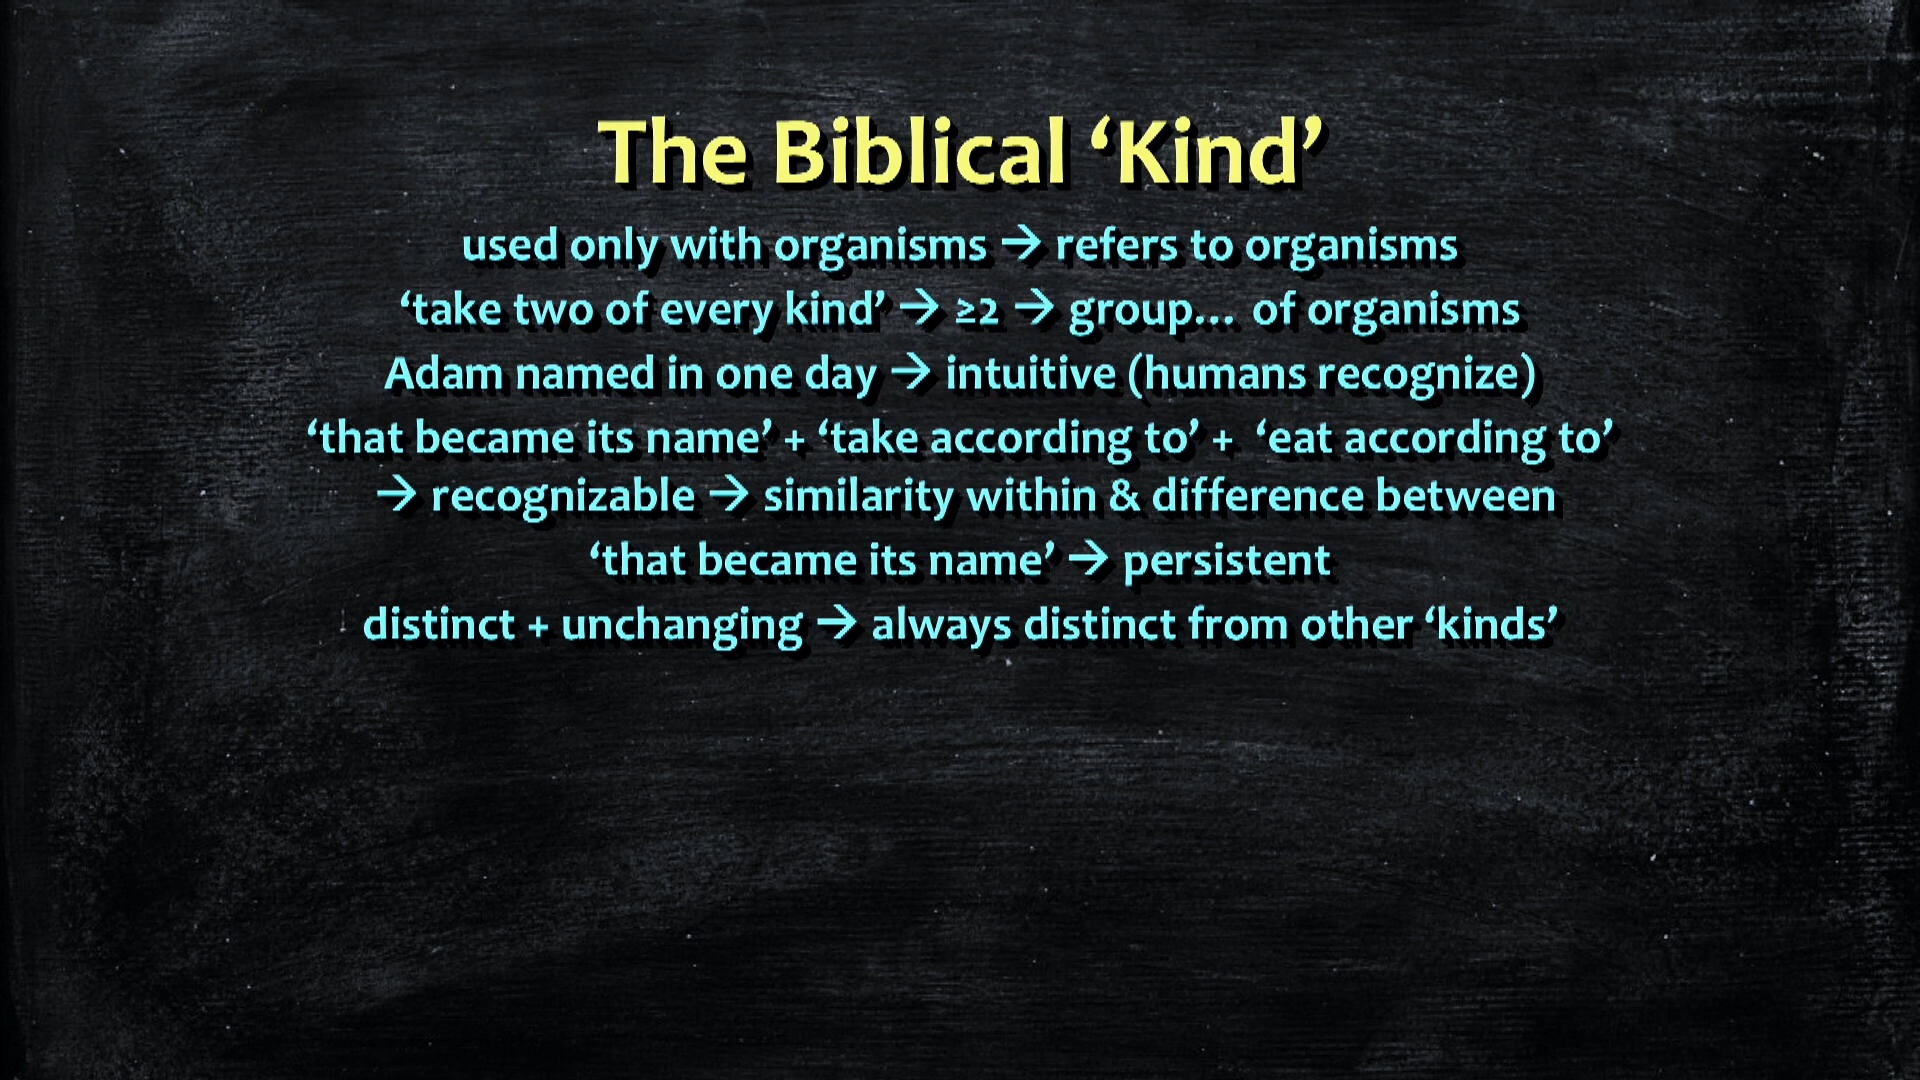 The Biblical ‘Kind’
used only with organisms → refers to organisms
‘take two of every kind’ → ≥2 → group… of organisms
Adam named in one day → intuitive (humans recognize)
‘that became its name’ + ‘take according to’ + ‘eat according to’
→ recognizable → similarity within & difference between
‘that became its name’ → persistent
distinct + unchanging → always distinct from other ‘kinds’